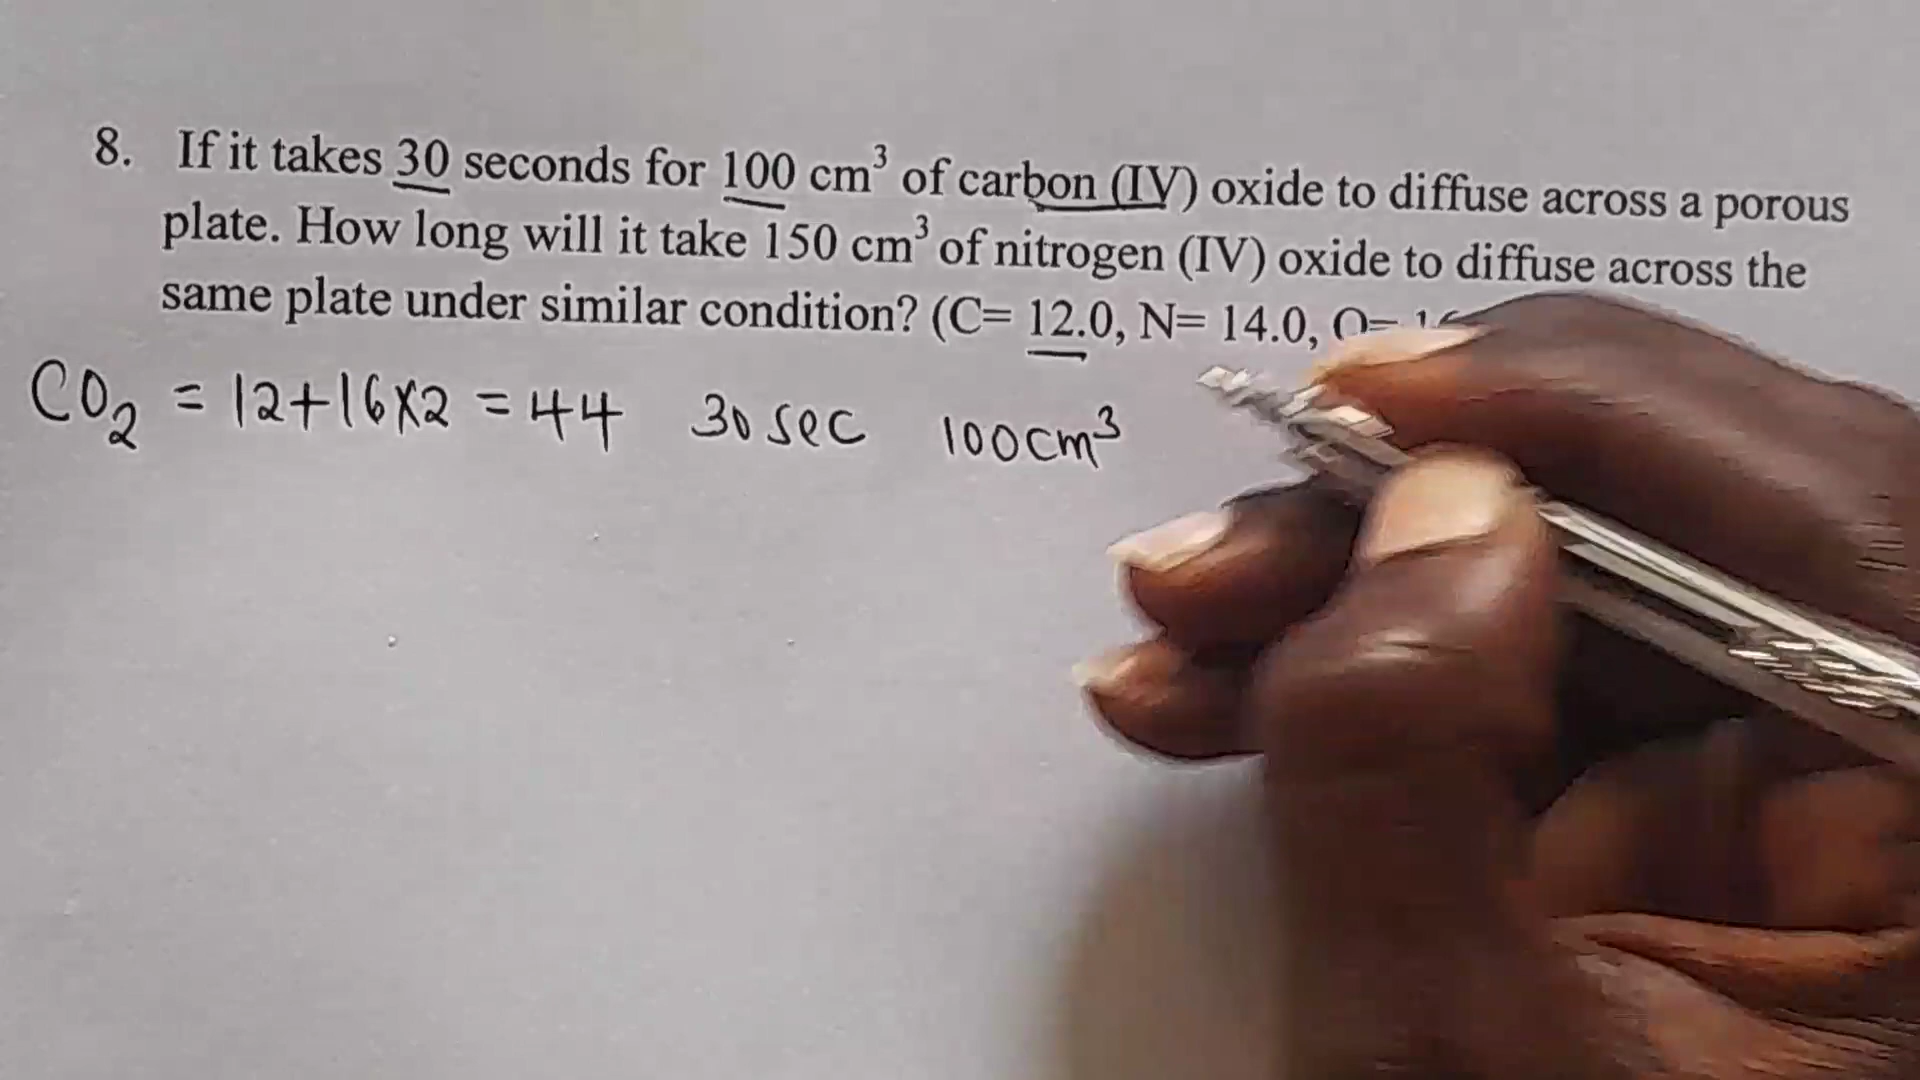 8. If it takes 30 seconds for 100 cm³ of carbon (IV) oxide to diffuse across a porous
plate. How long will it take 150 cm³ of nitrogen (IV) oxide to diffuse across the
same plate under similar condition? (C= 12.0, N= 14.0, O=
CO₂ = 12+16×2 = 44 30 sec 100cm³